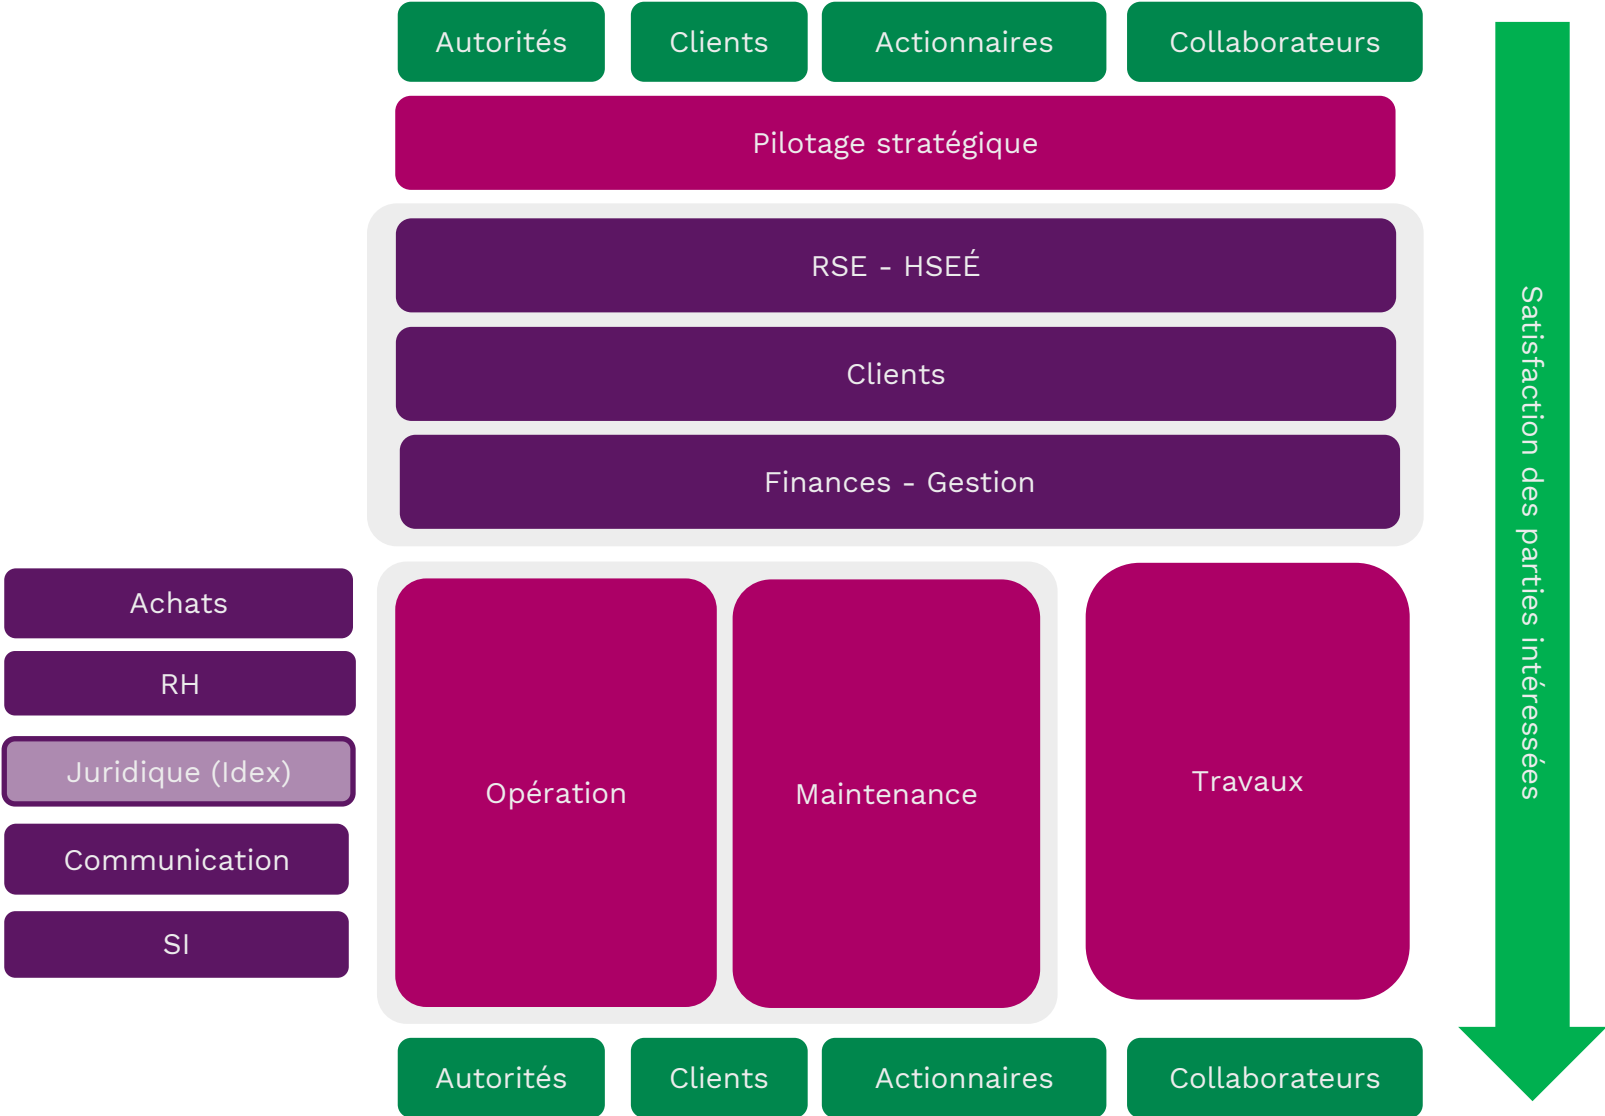 Autorités
Clients
Actionnaires
Collaborateurs
Pilotage stratégique
RSE - HSEÉ
Clients
Finances - Gestion
Achats
RH
Juridique (Idex)
Communication
SI
Opération
Maintenance
Travaux
Satisfaction des parties intéressées
Autorités
Clients
Actionnaires
Collaborateurs